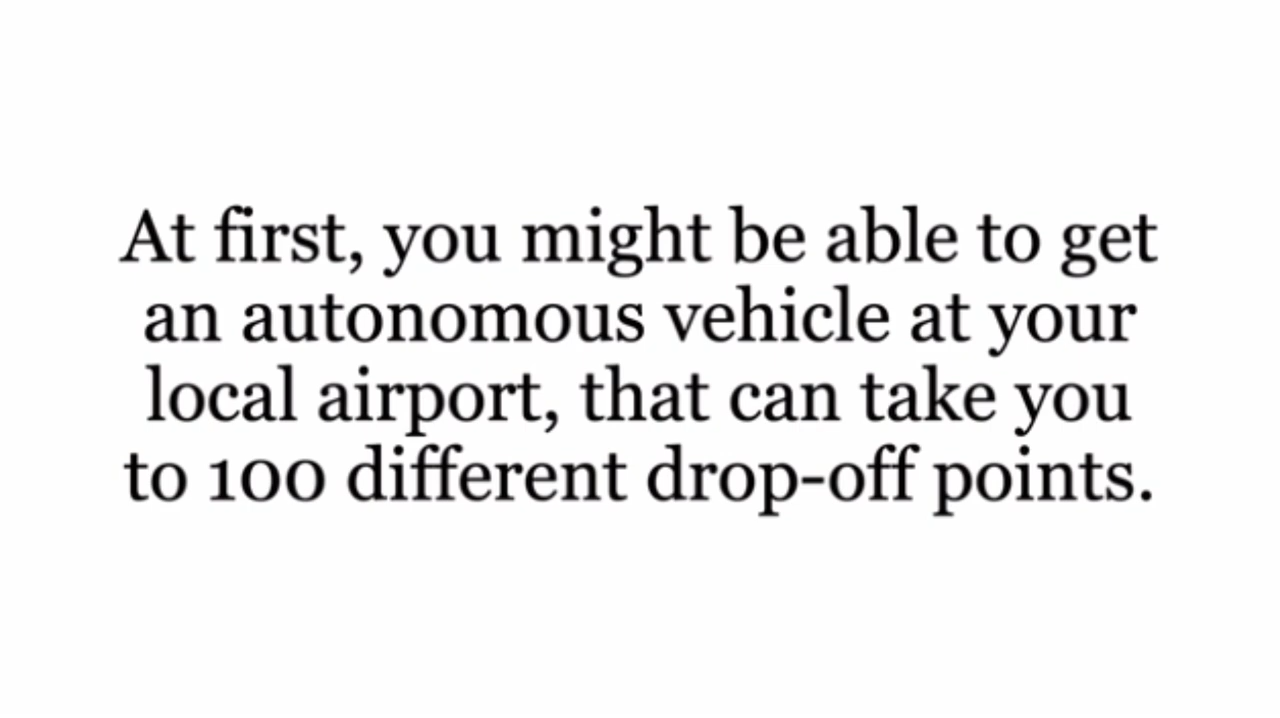 At first, you might be able to get
an autonomous vehicle at your
local airport, that can take you
to 100 different drop-off points.